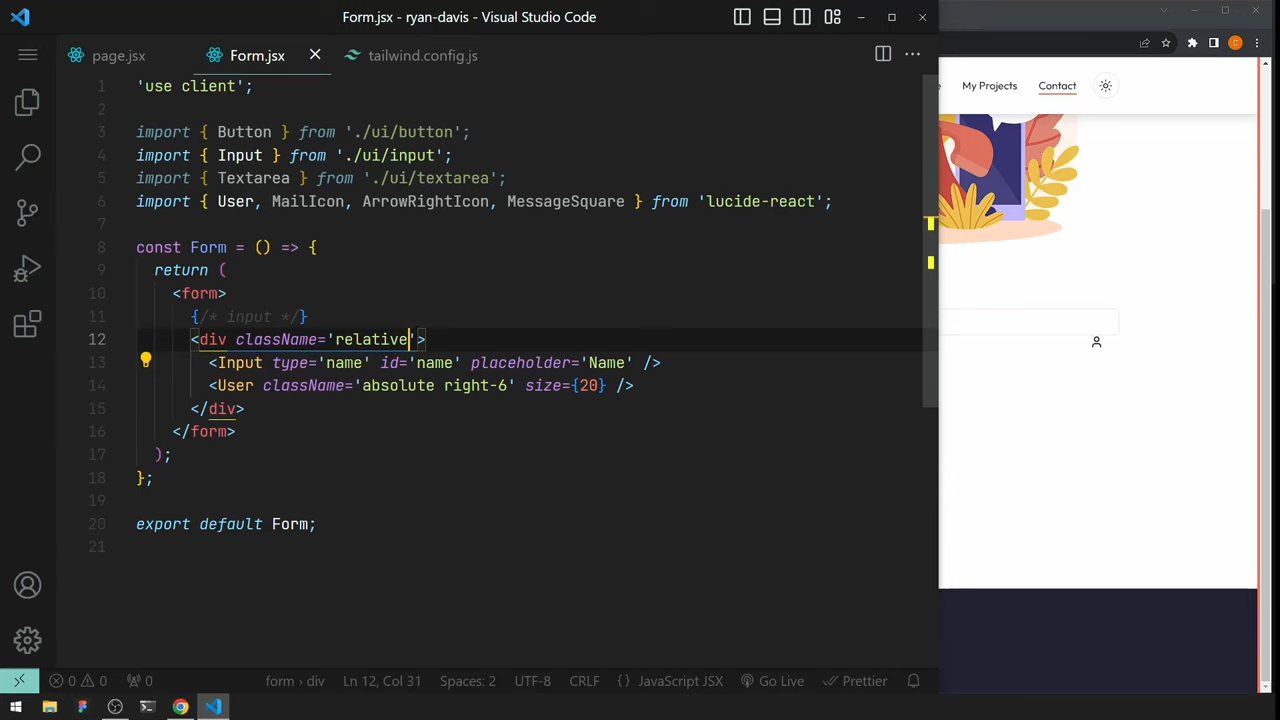 Form.jsx - ryan-davis - Visual Studio Code
page.jsx
Form.jsx
tailwind.config.js
1 'use client';
2
3 import { Button } from './ui/button';
4 import { Input } from './ui/input';
5 import { Textarea } from './ui/textarea';
6 import { User, MailIcon, ArrowRightIcon, MessageSquare } from 'lucide-react';
7
8 const Form = () => {
9 return (
10 <form>
11 {/* input */}
12 <div className='relative'>
13 <Input type='name' id='name' placeholder='Name' />
14 <User className='absolute right-6' size={20} />
15 </div>
16 </form>
17 );
18 };
19
20 export default Form;
21
My Projects
Contact
C
0 0 0 form › div Ln 12, Col 31 Spaces: 2 UTF-8 CRLF {} JavaScript JSX Go Live Prettier